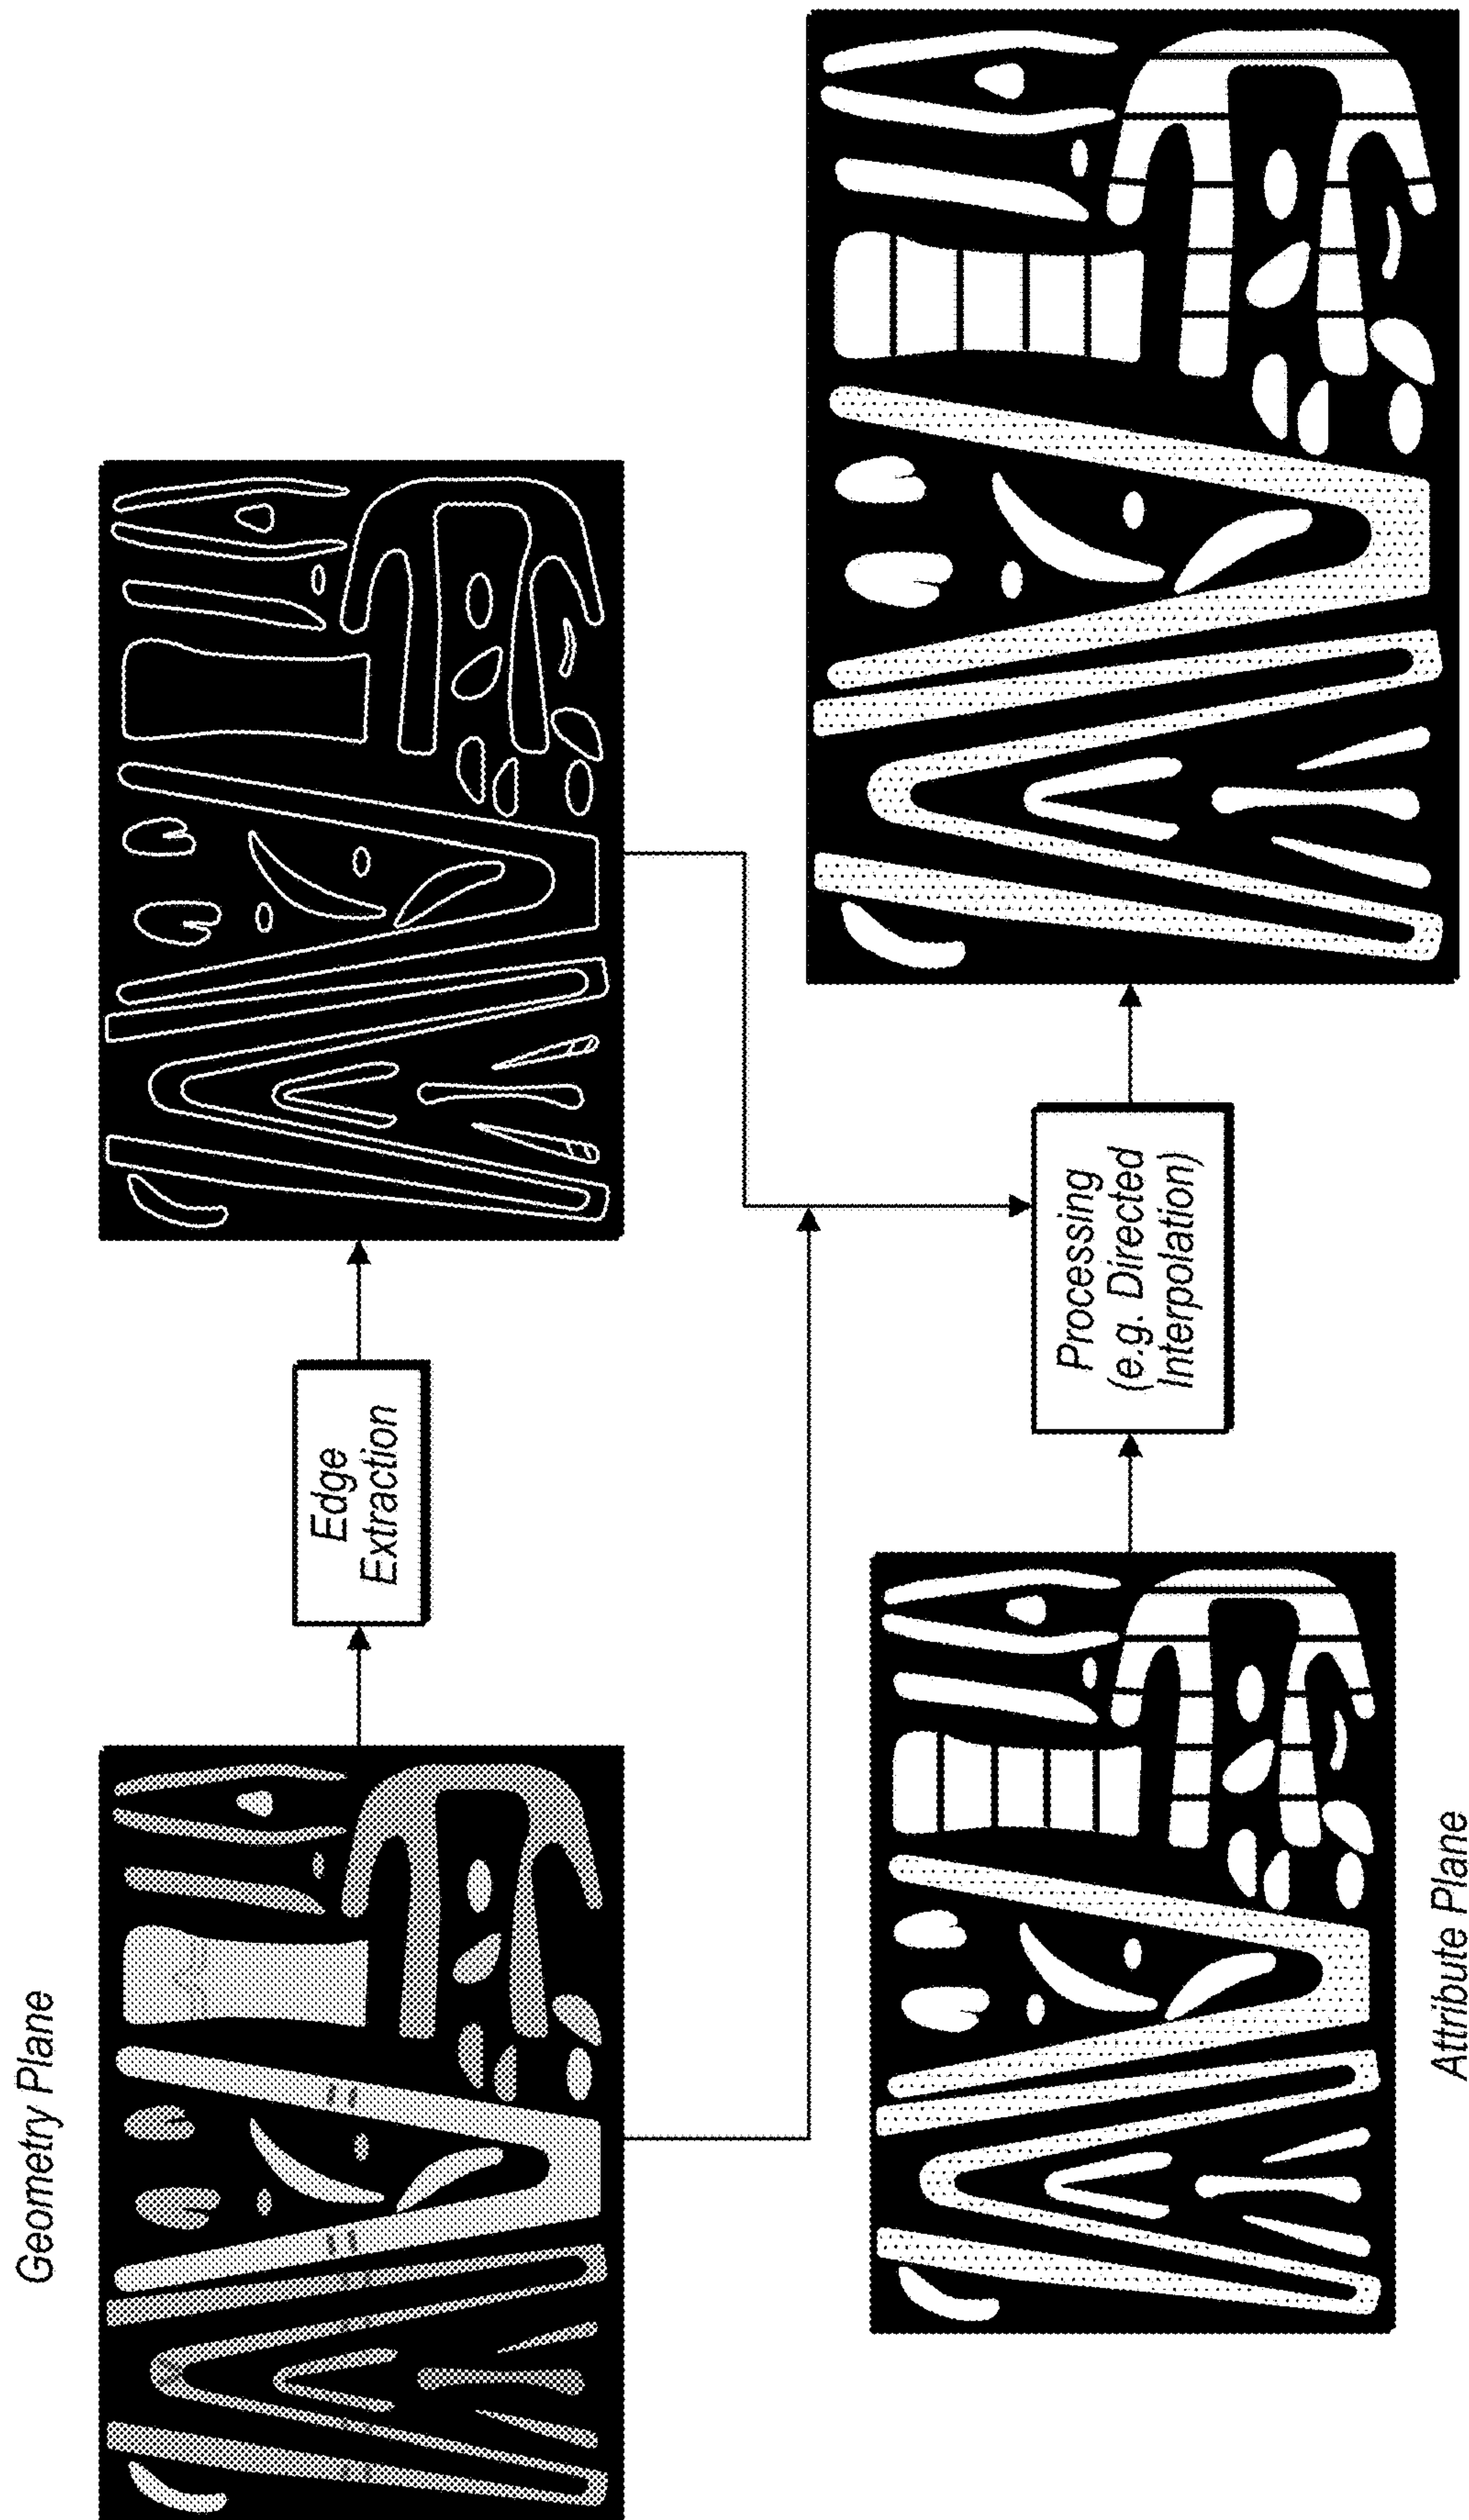 Geometry Plane
Edge
Extraction
Processing
(e.g. Directed
Interpolation)
Attribute Plane